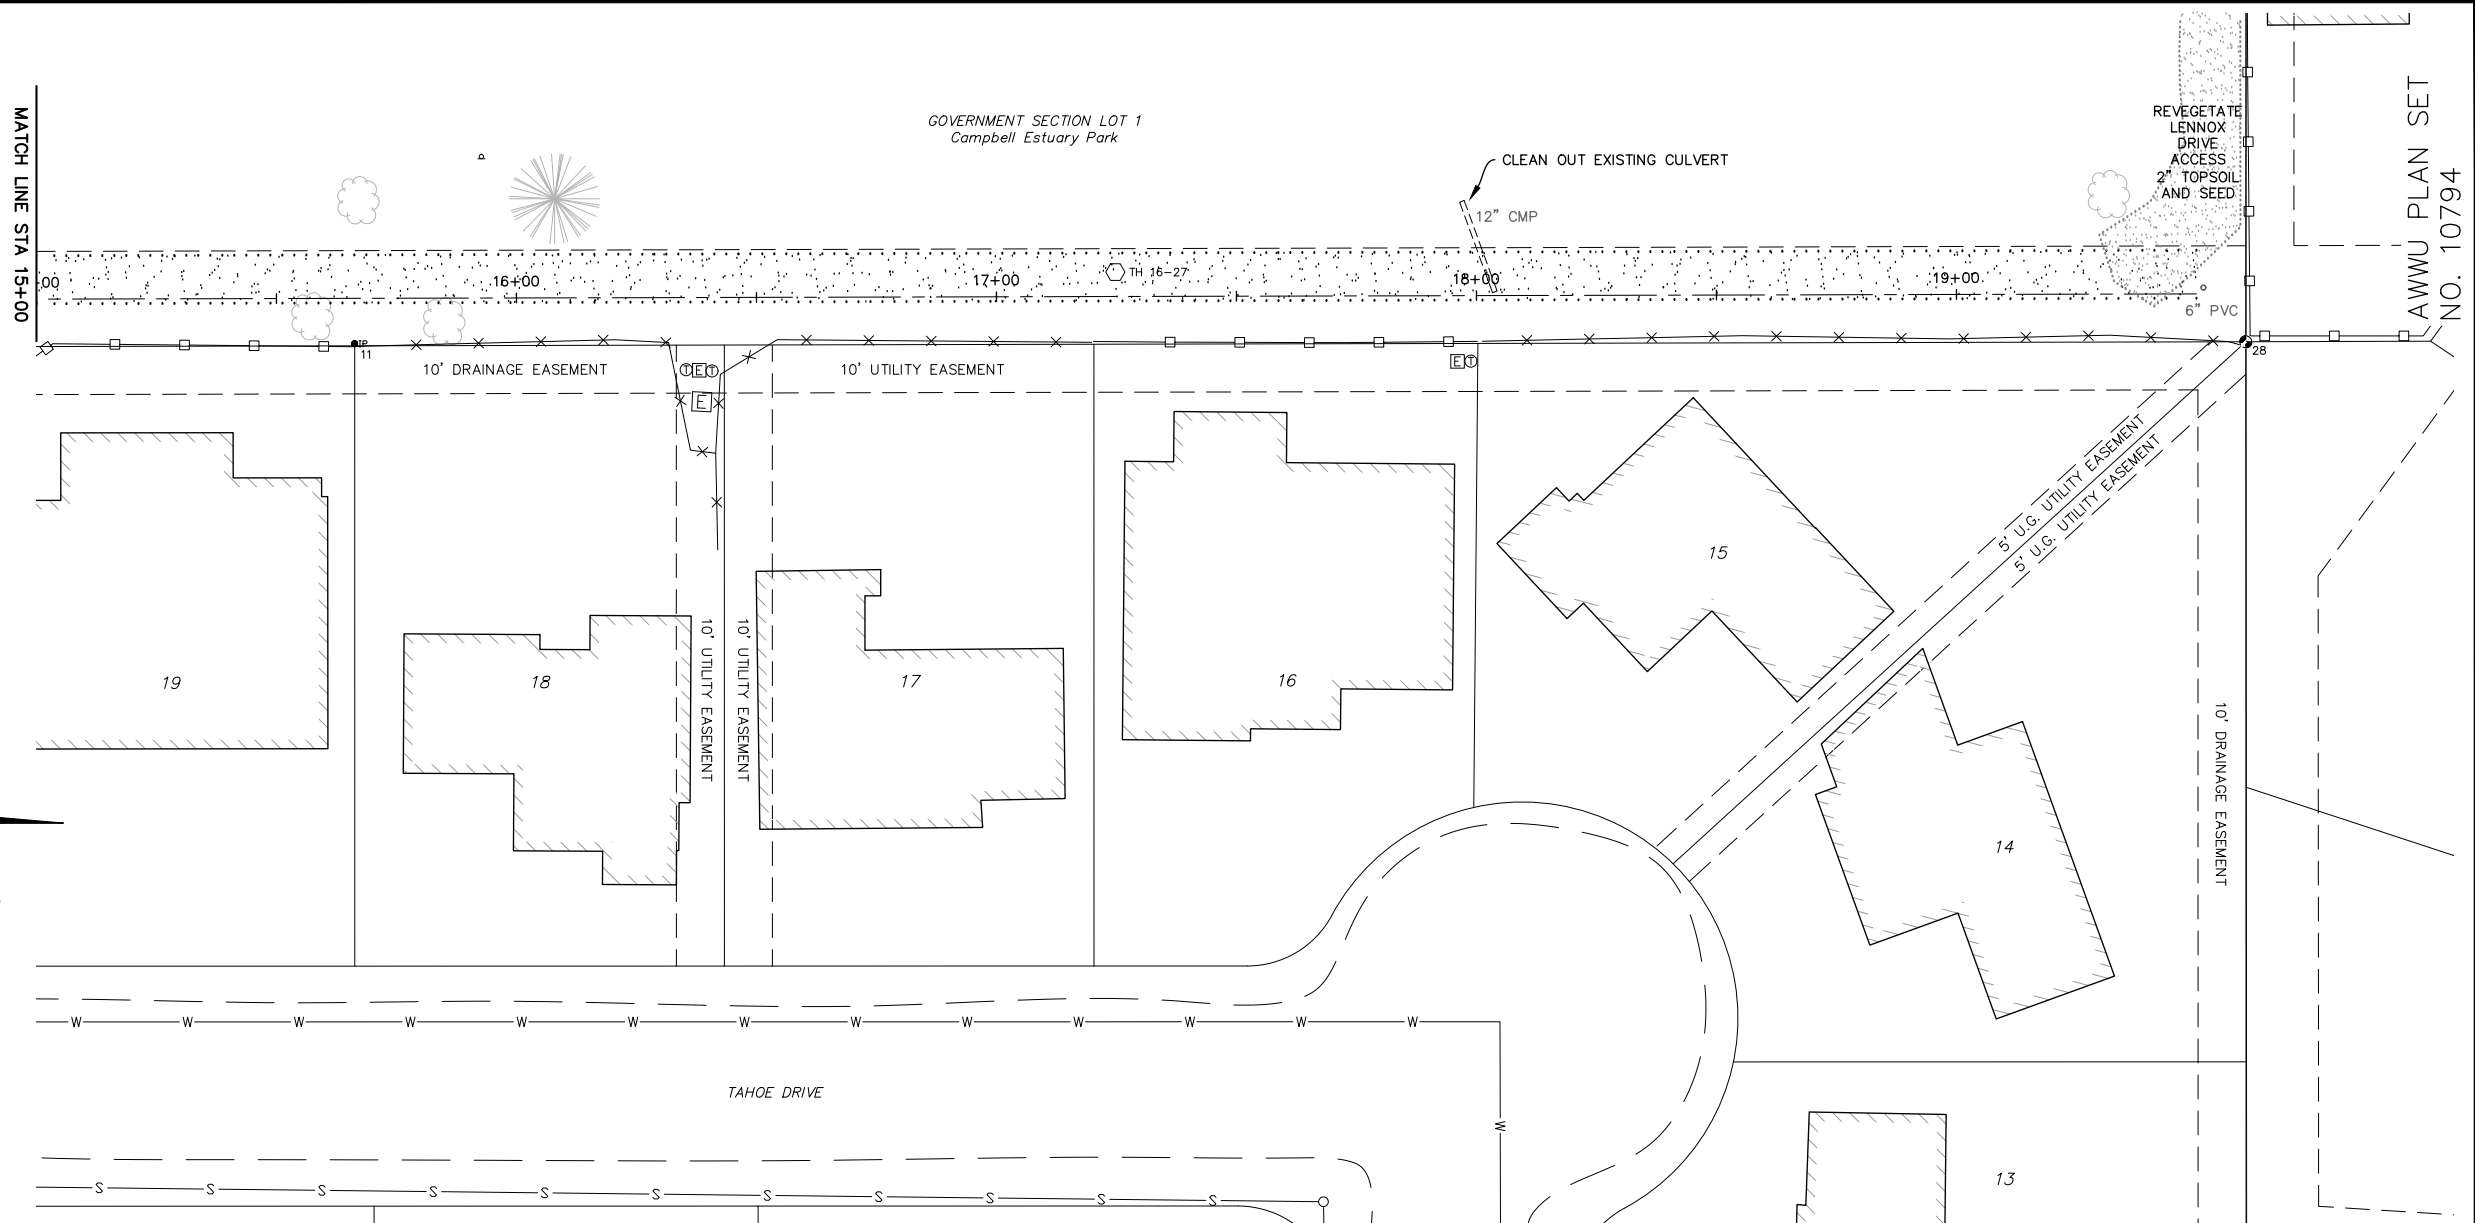 MATCH LINE STA 15+00
GOVERNMENT SECTION LOT 1
Campbell Estuary Park
CLEAN OUT EXISTING CULVERT
12" CMP
REVEGETATE
LENNOX
DRIVE
ACCESS
2" TOPSOIL
AND SEED
AWWU PLAN SET
NO. 10794
00
16+00
17+00
TH 16-27
18+00
19+00
6" PVC
IP
11
28
10' DRAINAGE EASEMENT
T E T
E
10' UTILITY EASEMENT
E T
5' U.G. UTILITY EASEMENT
5' U.G. UTILITY EASEMENT
19
18
10' UTILITY EASEMENT
10' UTILITY EASEMENT
17
16
15
14
10' DRAINAGE EASEMENT
W W W W W W W W W W W W W
W
TAHOE DRIVE
13
S S S S S S S S S S S